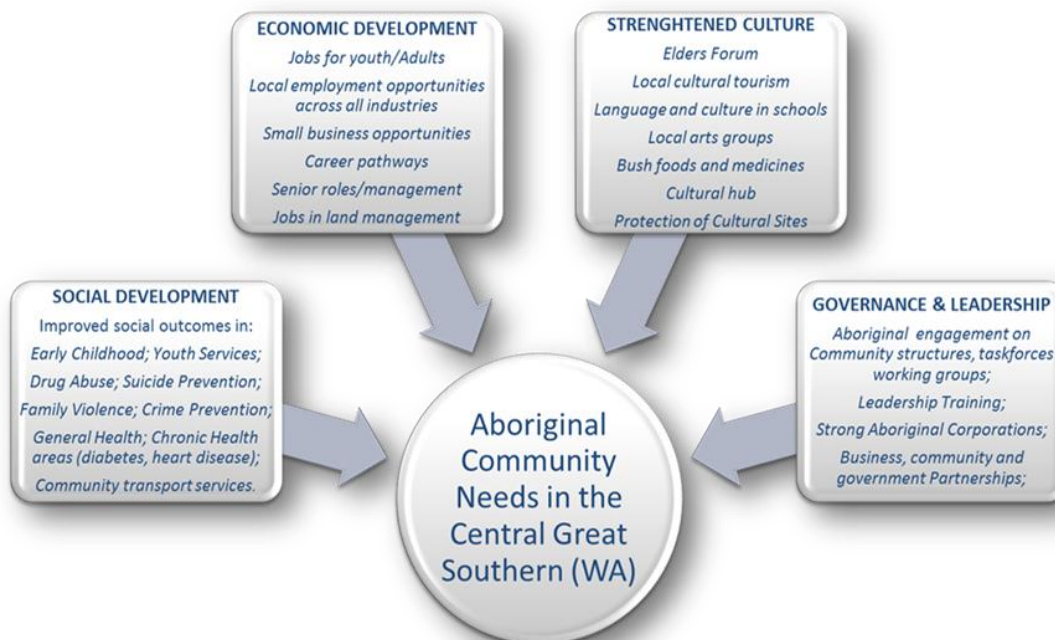 ECONOMIC DEVELOPMENT
Jobs for youth/Adults
Local employment opportunities
across all industries
Small business opportunities
Career pathways
Senior roles/management
Jobs in land management
STRENGHTENED CULTURE
Elders Forum
Local cultural tourism
Language and culture in schools
Local arts groups
Bush foods and medicines
Cultural hub
Protection of Cultural Sites
SOCIAL DEVELOPMENT
Improved social outcomes in:
Early Childhood; Youth Services;
Drug Abuse; Suicide Prevention;
Family Violence; Crime Prevention;
General Health; Chronic Health
areas (diabetes, heart disease);
Community transport services.
GOVERNANCE & LEADERSHIP
Aboriginal engagement on
Community structures, taskforces
working groups;
Leadership Training;
Strong Aboriginal Corporations;
Business, community and
government Partnerships;
Aboriginal
Community
Needs in the
Central Great
Southern (WA)